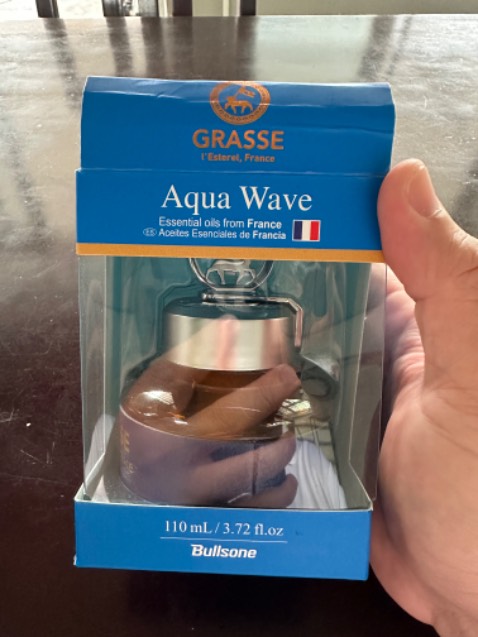 GRASSE
l'Esterel, France
Aqua Wave
Essential oils from France
ES Aceites Esenciales de Francia
110 mL / 3.72 fl.oz
Bullsone